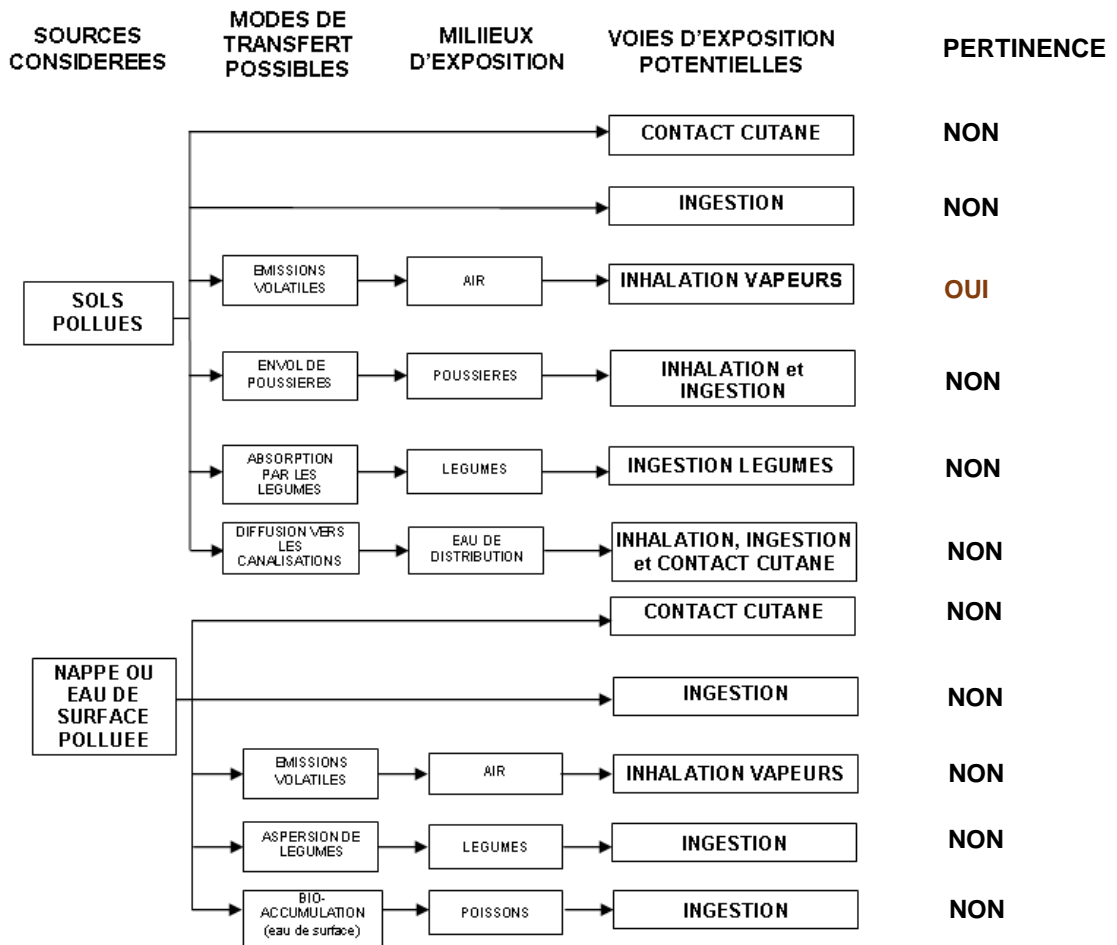 SOURCES
CONSIDEREES
MODES DE
TRANSFERT
POSSIBLES
MILIIEUX
D'EXPOSITION
VOIES D'EXPOSITION
POTENTIELLES
PERTINENCE
CONTACT CUTANE
NON
INGESTION
NON
SOLS
POLLUES
EMISSIONS
VOLATILES
AIR
INHALATION VAPEURS
OUI
ENVOL DE
POUSSIERES
POUSSIERES
INHALATION et
INGESTION
NON
ABSORPTION
PAR LES
LEGUMES
LEGUMES
INGESTION LEGUMES
NON
DIFFUSION VERS
LES
CANALISATIONS
EAU DE
DISTRIBUTION
INHALATION, INGESTION
et CONTACT CUTANE
NON
CONTACT CUTANE
NON
NAPPE OU
EAU DE
SURFACE
POLLUEE
INGESTION
NON
EMISSIONS
VOLATILES
AIR
INHALATION VAPEURS
NON
ASPERSION DE
LEGUMES
LEGUMES
INGESTION
NON
BIO-
ACCUMULATION
(eau de surface)
POISSONS
INGESTION
NON